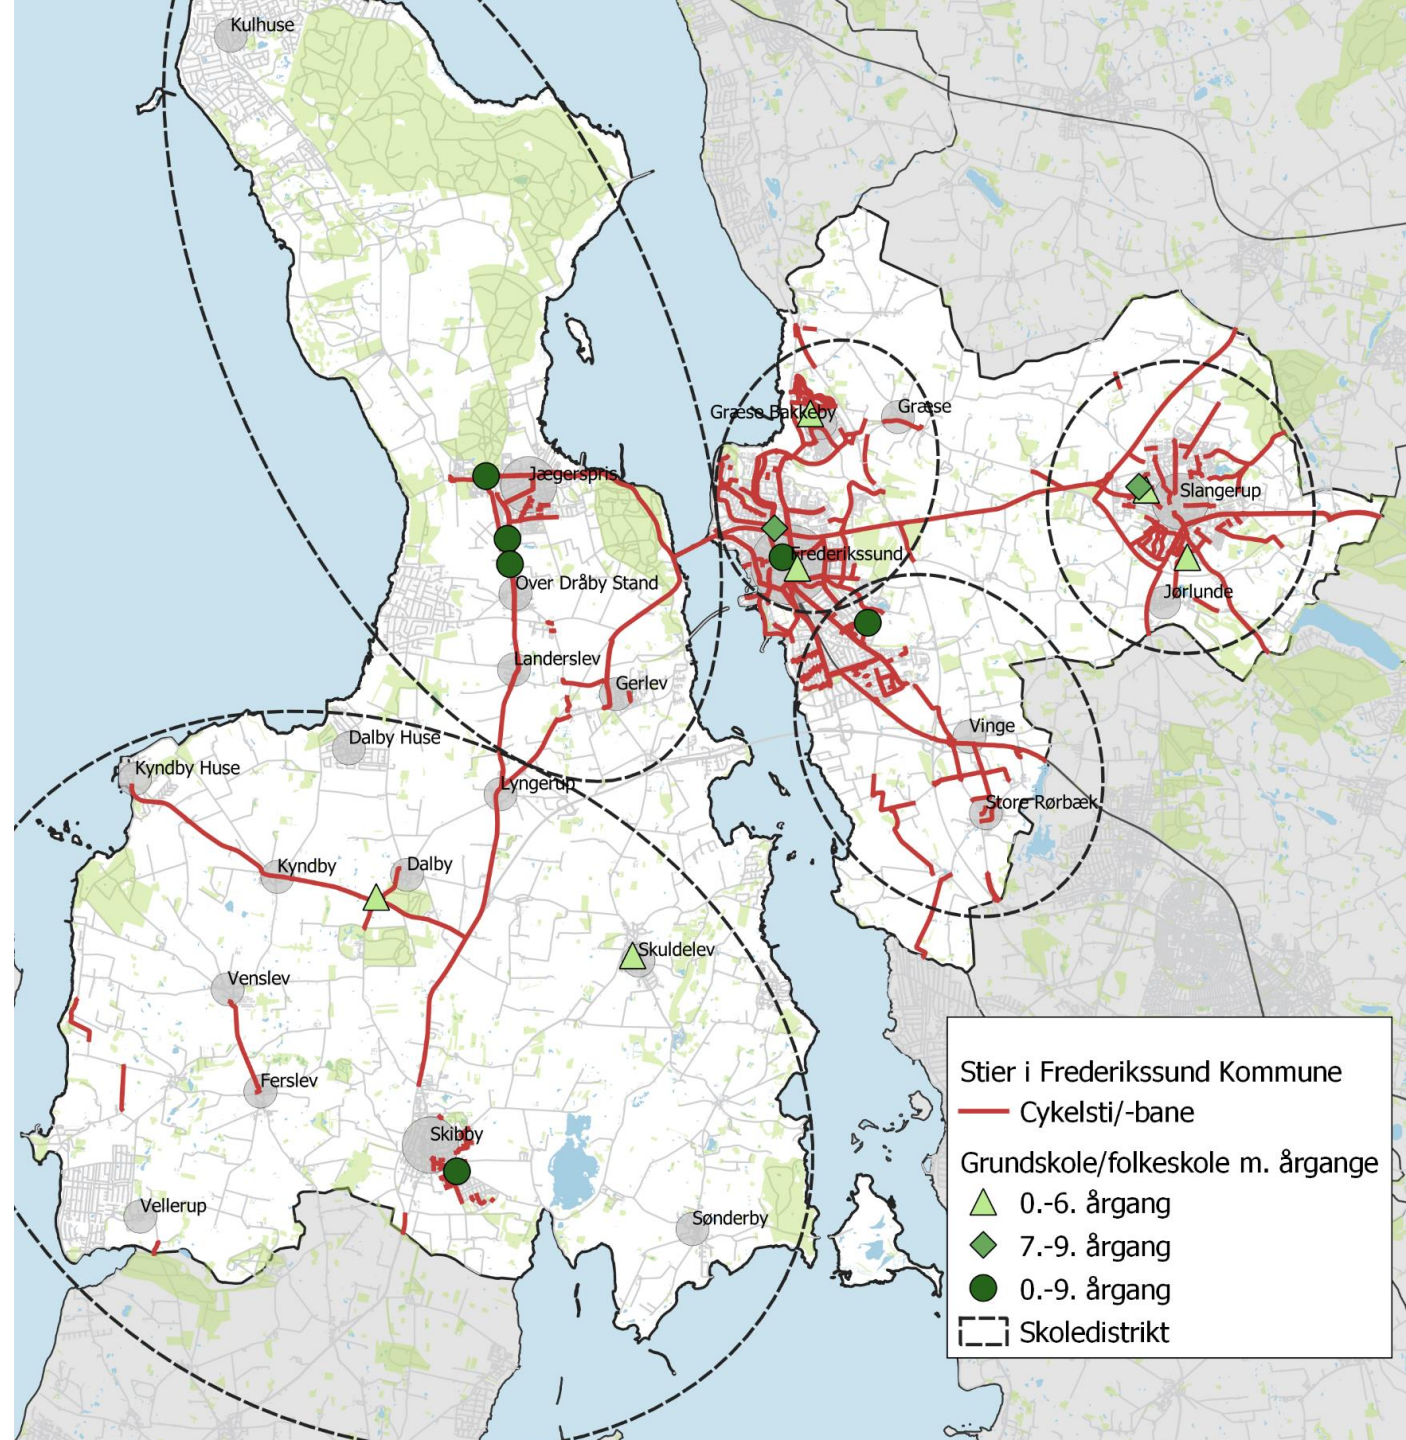 Kulhuse
Græse Bakkeby
Græse
Jægerspris
Slangerup
Frederikssund
Over Dråby Stand
Jørlunde
Landerslev
Gerlev
Vinge
Dalby Huse
Kyndby Huse
Lyngerup
Store Rørbæk
Kyndby
Dalby
Skuldelev
Venslev
Ferslev
Skibby
Vellerup
Sønderby
Stier i Frederikssund Kommune
Cykelsti/-bane
Grundskole/folkeskole m. årgange
0.-6. årgang
7.-9. årgang
0.-9. årgang
Skoledistrikt